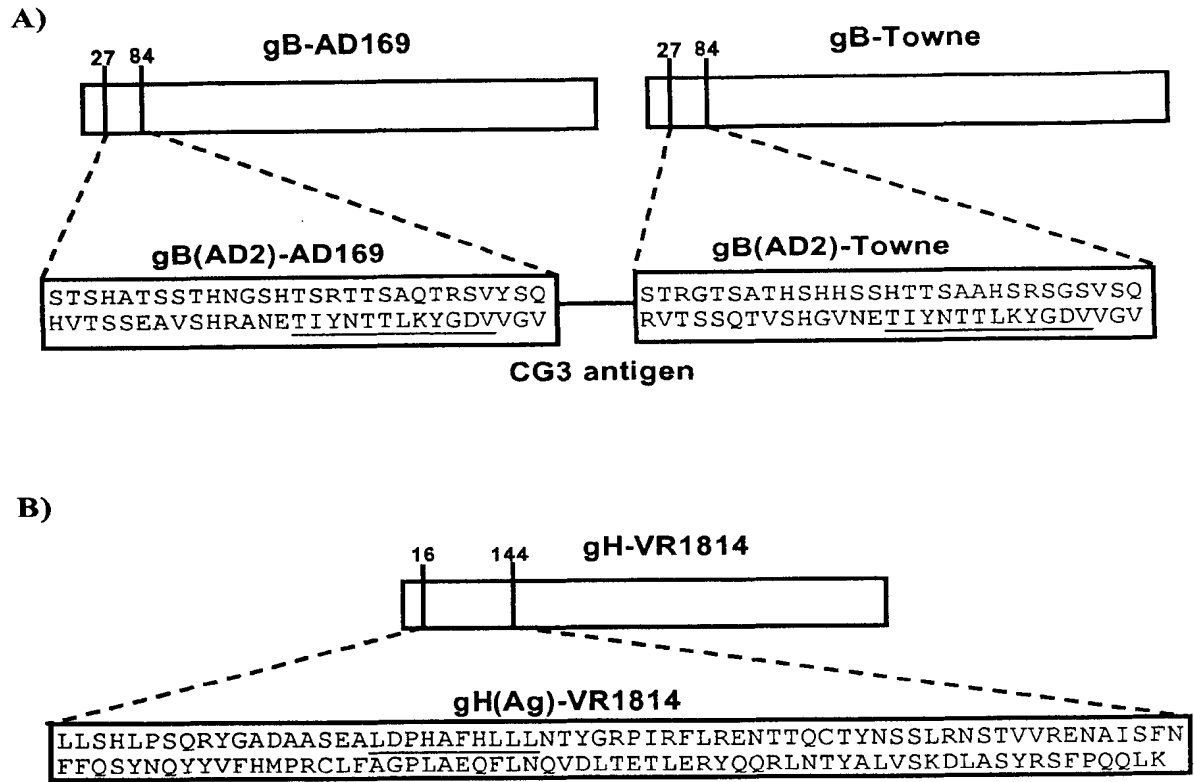 A)
gB-AD169
27 84
gB-Towne
27 84
gB(AD2)-AD169
STSHATSSTHNGSHTSRTTSAQTRSVYSQ
HVTSSEAVSHRANETIYNTTLKYGDVVGV
gB(AD2)-Towne
STRGTSATHSHHSSHTTSAAHSRSGSVSQ
RVTSSQTVSHGVNETIYNTTLKYGDVVGV
CG3 antigen
B)
gH-VR1814
16 144
gH(Ag)-VR1814
LLSHLPSQRYGADAASEALDPHAFHLLLNTYGRPIRFLRENTTQCTYNSSLRNSTVVRENAISFN
FFQSYNQYYVFHMPRCLFAGPLAEQFLNQVDLTETLERYQQRLNTYALVSKDLASYRSFPQQLK